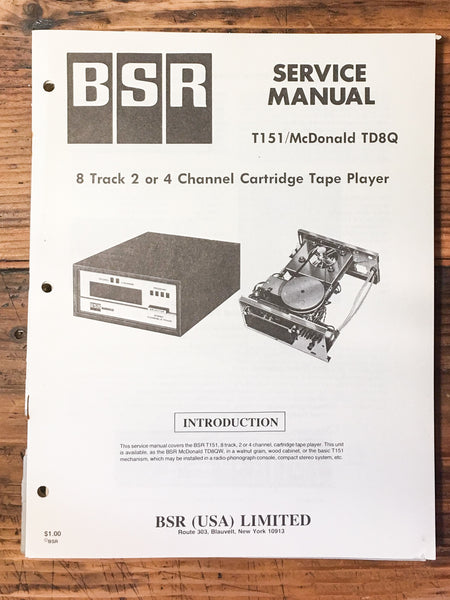 BSR
SERVICE
MANUAL
T151/McDonald TD8Q
8 Track 2 or 4 Channel Cartridge Tape Player
BSR
INTRODUCTION
This service manual covers the BSR T151, 8 track, 2 or 4 channel, cartridge tape player. This unit
is available, as the BSR McDonald TD8QW, in a walnut grain, wood cabinet, or the basic T151
mechanism, which may be installed in a radio-phonograph console, compact stereo system, etc.
BSR (USA) LIMITED
Route 303, Blauvelt, New York 10913
$1.00
©BSR